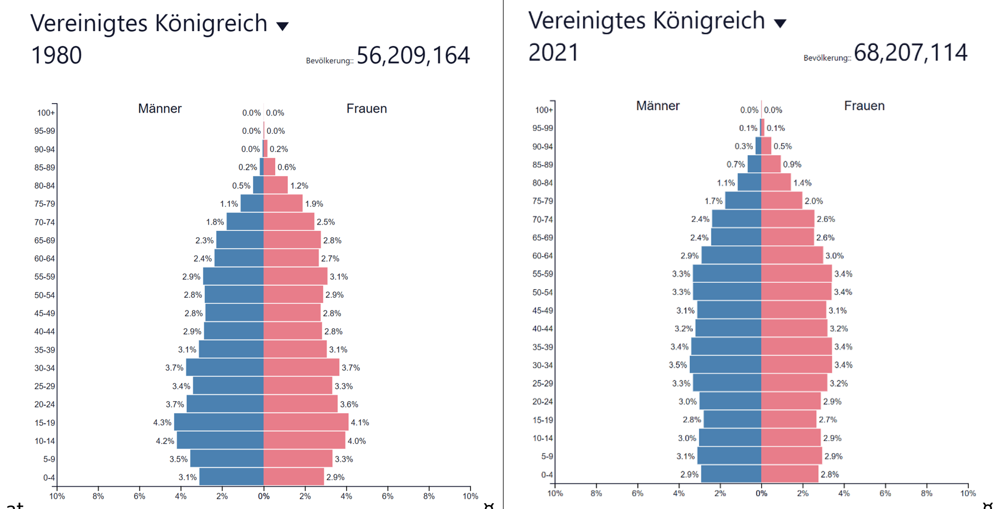 Vereinigtes Königreich ▼
1980
Bevölkerung:: 56,209,164
Männer
Frauen
100+ 0.0% 0.0%
95-99 0.0% 0.0%
90-94 0.0% 0.2%
85-89 0.2% 0.6%
80-84 0.5% 1.2%
75-79 1.1% 1.9%
70-74 1.8% 2.5%
65-69 2.3% 2.8%
60-64 2.4% 2.7%
55-59 2.9% 3.1%
50-54 2.8% 2.9%
45-49 2.8% 2.8%
40-44 2.9% 2.8%
35-39 3.1% 3.1%
30-34 3.7% 3.7%
25-29 3.4% 3.3%
20-24 3.7% 3.6%
15-19 4.3% 4.1%
10-14 4.2% 4.0%
5-9 3.5% 3.3%
0-4 3.1% 2.9%
10% 8% 6% 4% 2% 0% 2% 4% 6% 8% 10%
Vereinigtes Königreich ▼
2021
Bevölkerung:: 68,207,114
Männer
Frauen
100+ 0.0% 0.0%
95-99 0.1% 0.1%
90-94 0.3% 0.5%
85-89 0.7% 0.9%
80-84 1.1% 1.4%
75-79 1.7% 2.0%
70-74 2.4% 2.6%
65-69 2.4% 2.6%
60-64 2.9% 3.0%
55-59 3.3% 3.4%
50-54 3.3% 3.4%
45-49 3.1% 3.1%
40-44 3.2% 3.2%
35-39 3.4% 3.4%
30-34 3.5% 3.4%
25-29 3.3% 3.2%
20-24 3.0% 2.9%
15-19 2.8% 2.7%
10-14 3.0% 2.9%
5-9 3.1% 2.9%
0-4 2.9% 2.8%
10% 8% 6% 4% 2% 0% 2% 4% 6% 8% 10%